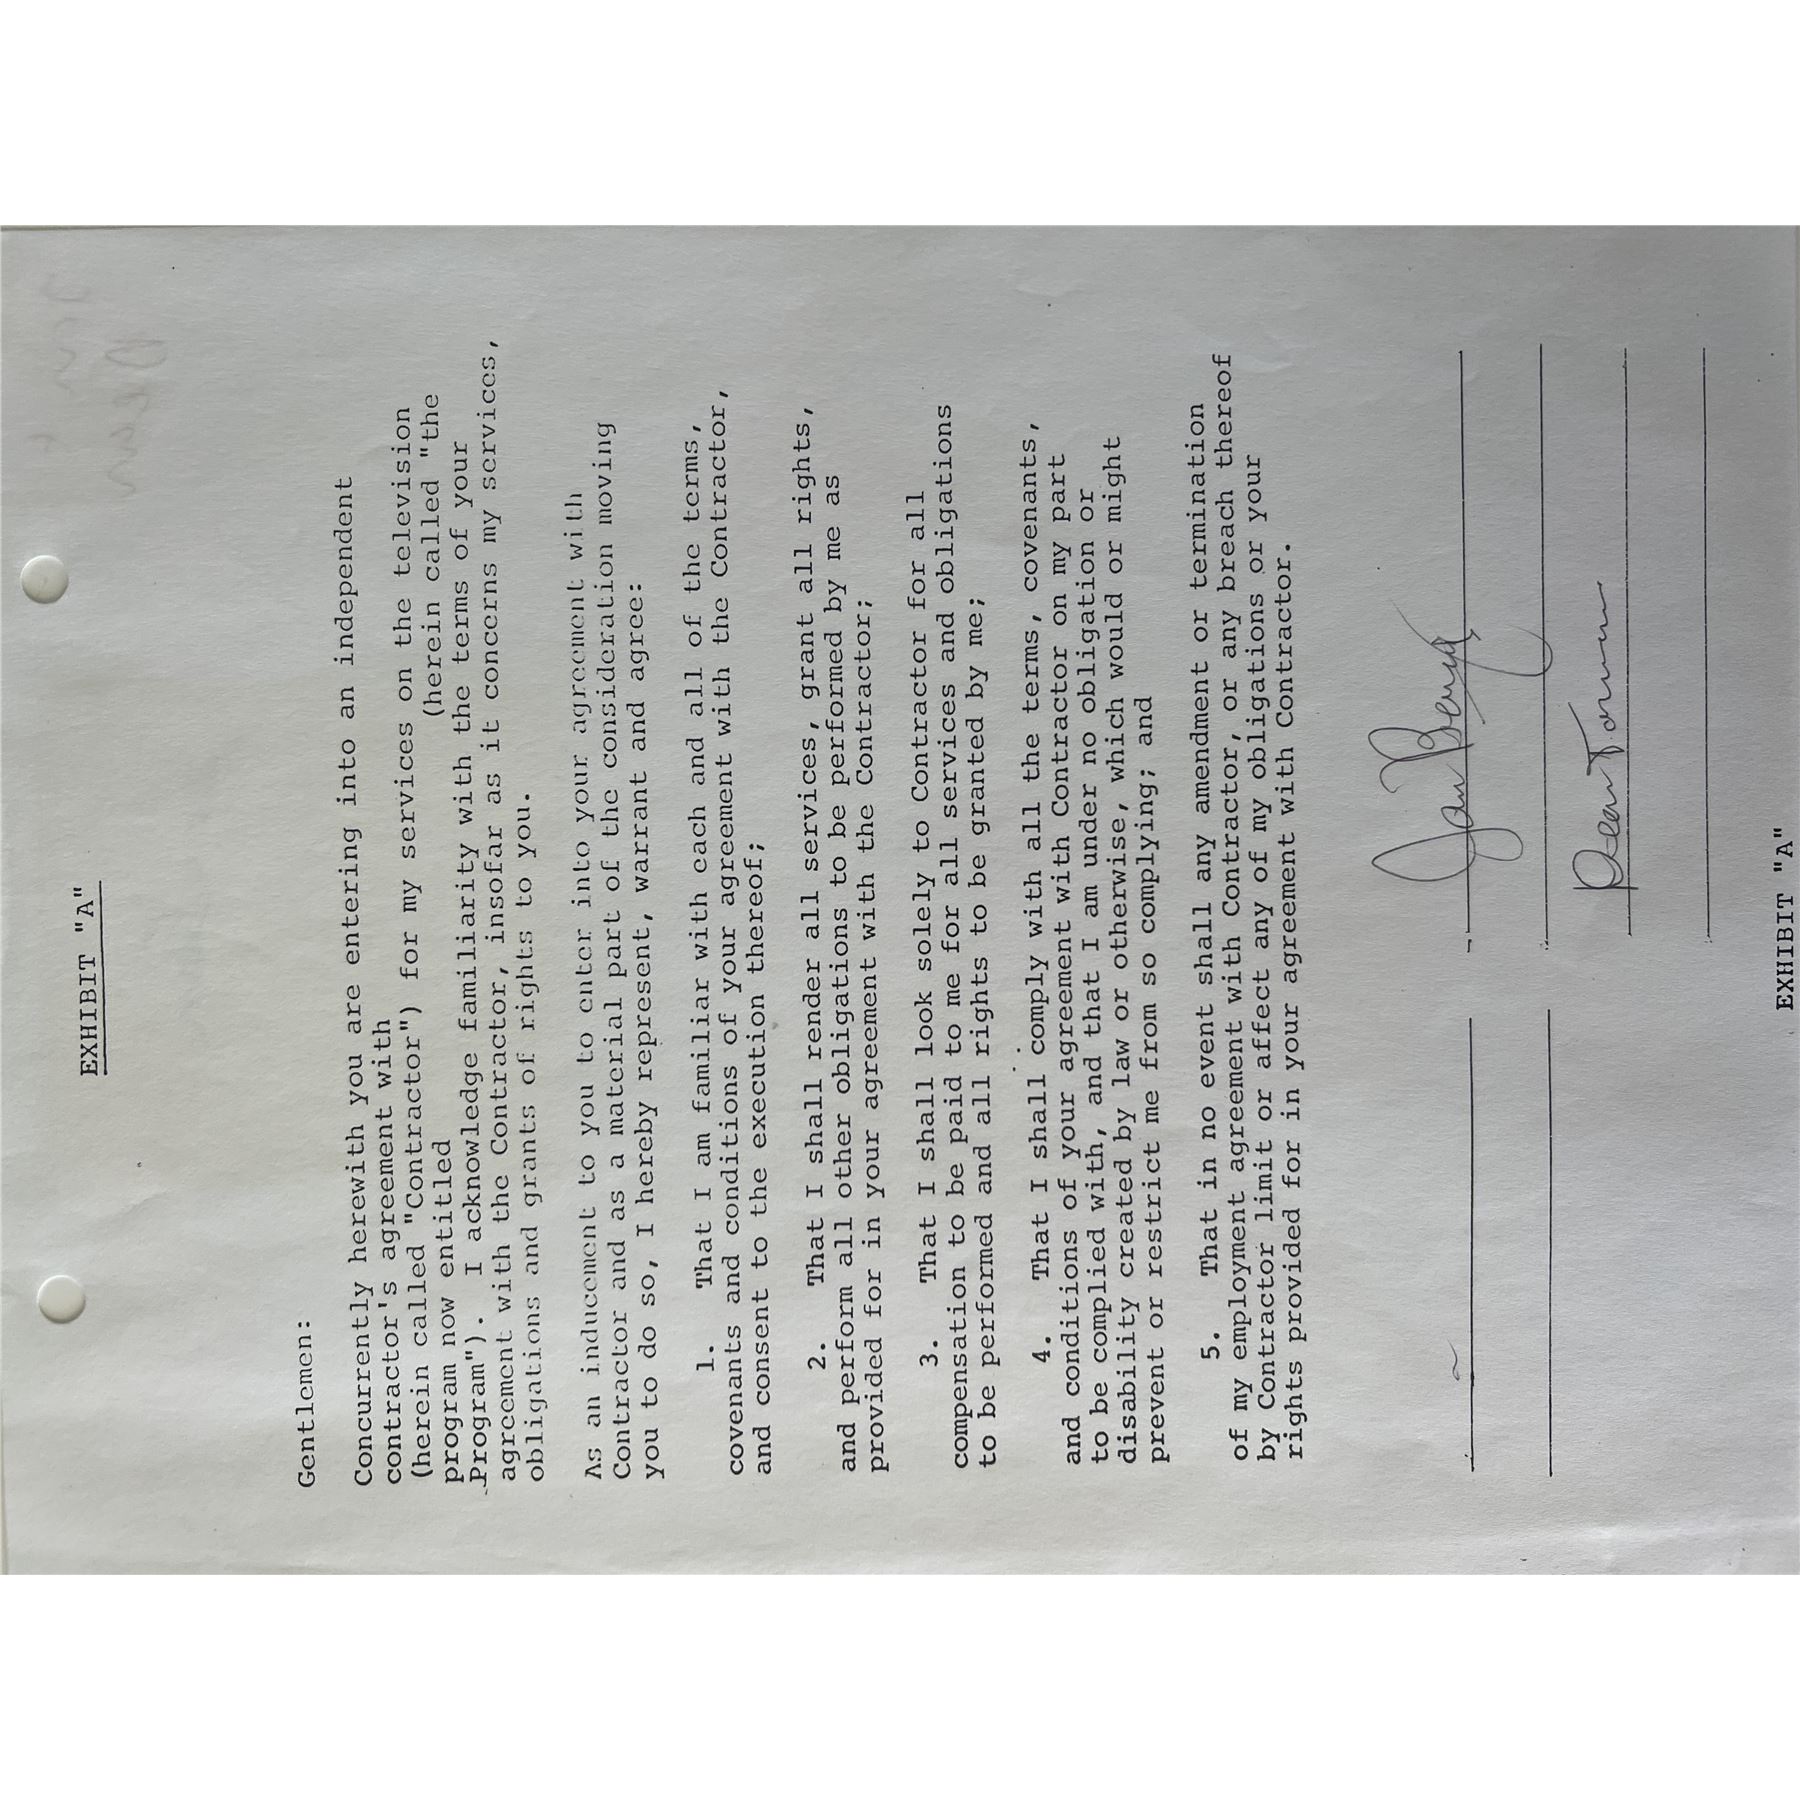 EXHIBIT "A"
Gentlemen:
Concurrently herewith you are entering into an independent
contractor's agreement with
(herein called "Contractor") for my services on the television
program now entitled (herein called "the
Program"). I acknowledge familiarity with the terms of your
agreement with the Contractor, insofar as it concerns my services,
obligations and grants of rights to you.
As an inducement to you to enter into your agreement with
Contractor and as a material part of the consideration moving
you to do so, I hereby represent, warrant and agree:
1. That I am familiar with each and all of the terms,
covenants and conditions of your agreement with the Contractor,
and consent to the execution thereof;
2. That I shall render all services, grant all rights,
and perform all other obligations to be performed by me as
provided for in your agreement with the Contractor;
3. That I shall look solely to Contractor for all
compensation to be paid to me for all services and obligations
to be performed and all rights to be granted by me;
4. That I shall comply with all the terms, covenants,
and conditions of your agreement with Contractor on my part
to be complied with, and that I am under no obligation or
disability created by law or otherwise, which would or might
prevent or restrict me from so complying; and
5. That in no event shall any amendment or termination
of my employment agreement with Contractor, or any breach thereof
by Contractor limit or affect any of my obligations or your
rights provided for in your agreement with Contractor.
Jan Berry
Dean Torrence
EXHIBIT "A"